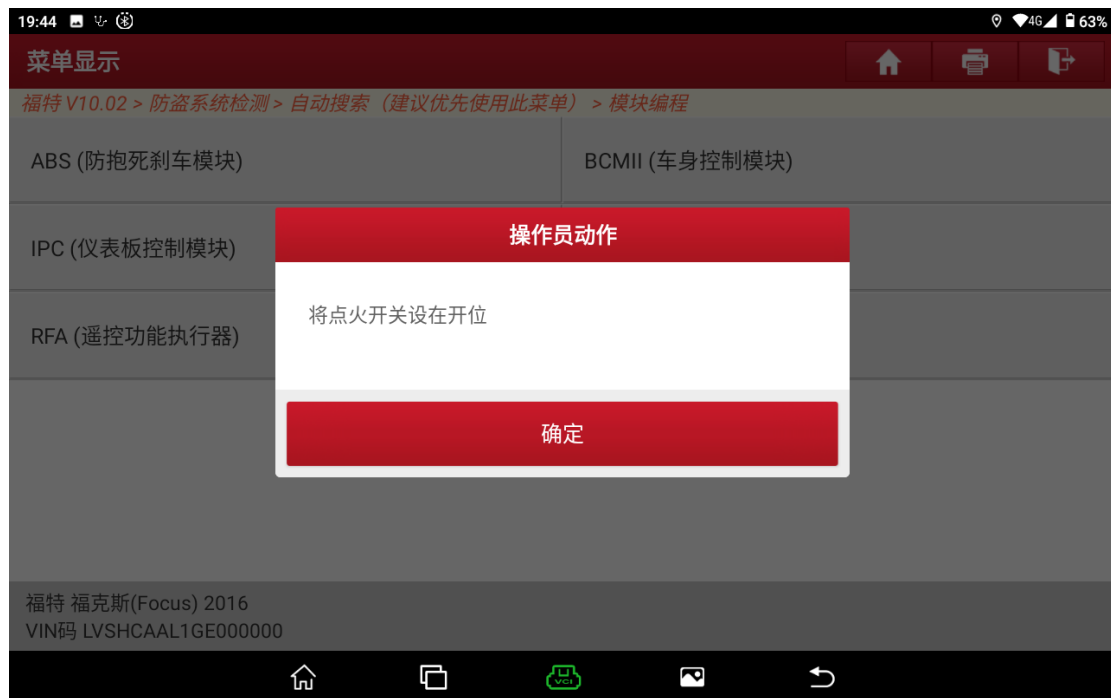 19:44
4G 63%
菜单显示
福特 V10.02 > 防盗系统检测 > 自动搜索（建议优先使用此菜单） > 模块编程
ABS (防抱死刹车模块)
BCMII (车身控制模块)
操作员动作
IPC (仪表板控制模块)
将点火开关设在开位
RFA (遥控功能执行器)
确定
福特 福克斯(Focus) 2016
VIN码 LVSHCAAL1GE000000
VCI